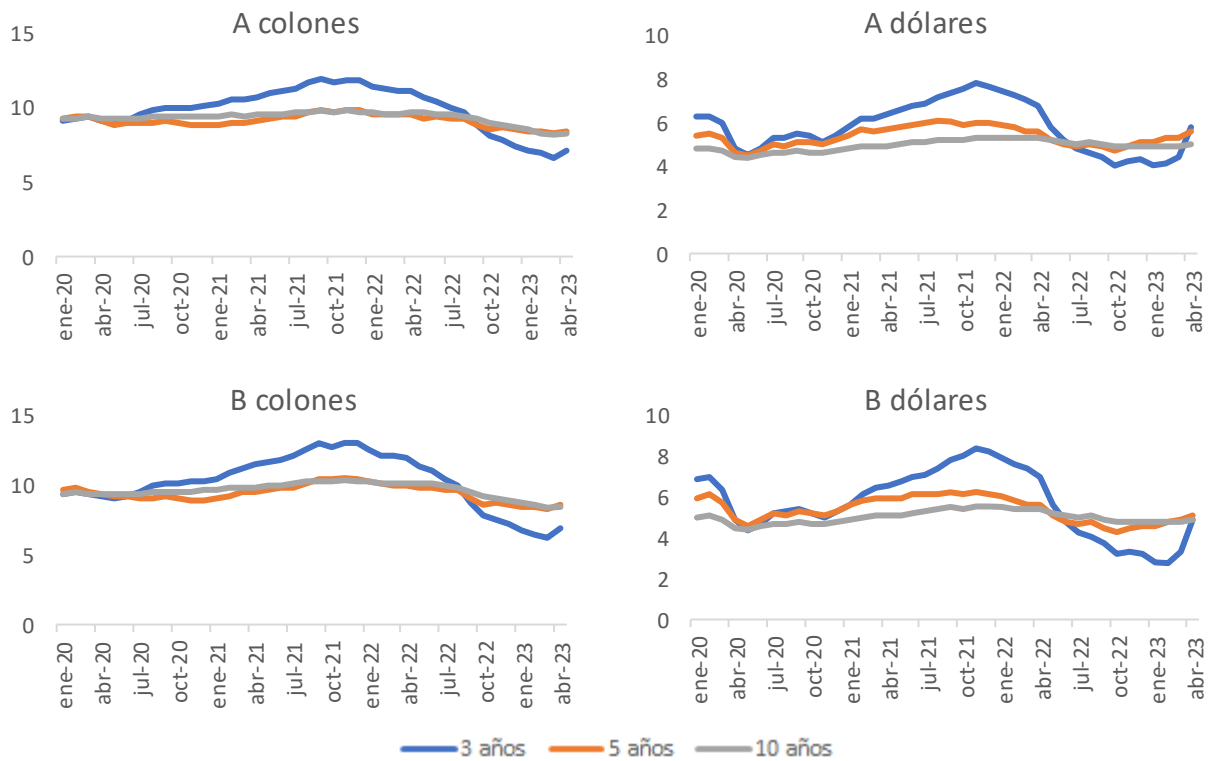 A colones
15
10
5
0
ene-20
abr-20
jul-20
oct-20
ene-21
abr-21
jul-21
oct-21
ene-22
abr-22
jul-22
oct-22
ene-23
abr-23
A dólares
10
8
6
4
2
0
ene-20
abr-20
jul-20
oct-20
ene-21
abr-21
jul-21
oct-21
ene-22
abr-22
jul-22
oct-22
ene-23
abr-23
B colones
15
10
5
0
ene-20
abr-20
jul-20
oct-20
ene-21
abr-21
jul-21
oct-21
ene-22
abr-22
jul-22
oct-22
ene-23
abr-23
B dólares
10
8
6
4
2
0
ene-20
abr-20
jul-20
oct-20
ene-21
abr-21
jul-21
oct-21
ene-22
abr-22
jul-22
oct-22
ene-23
abr-23
3 años 5 años 10 años